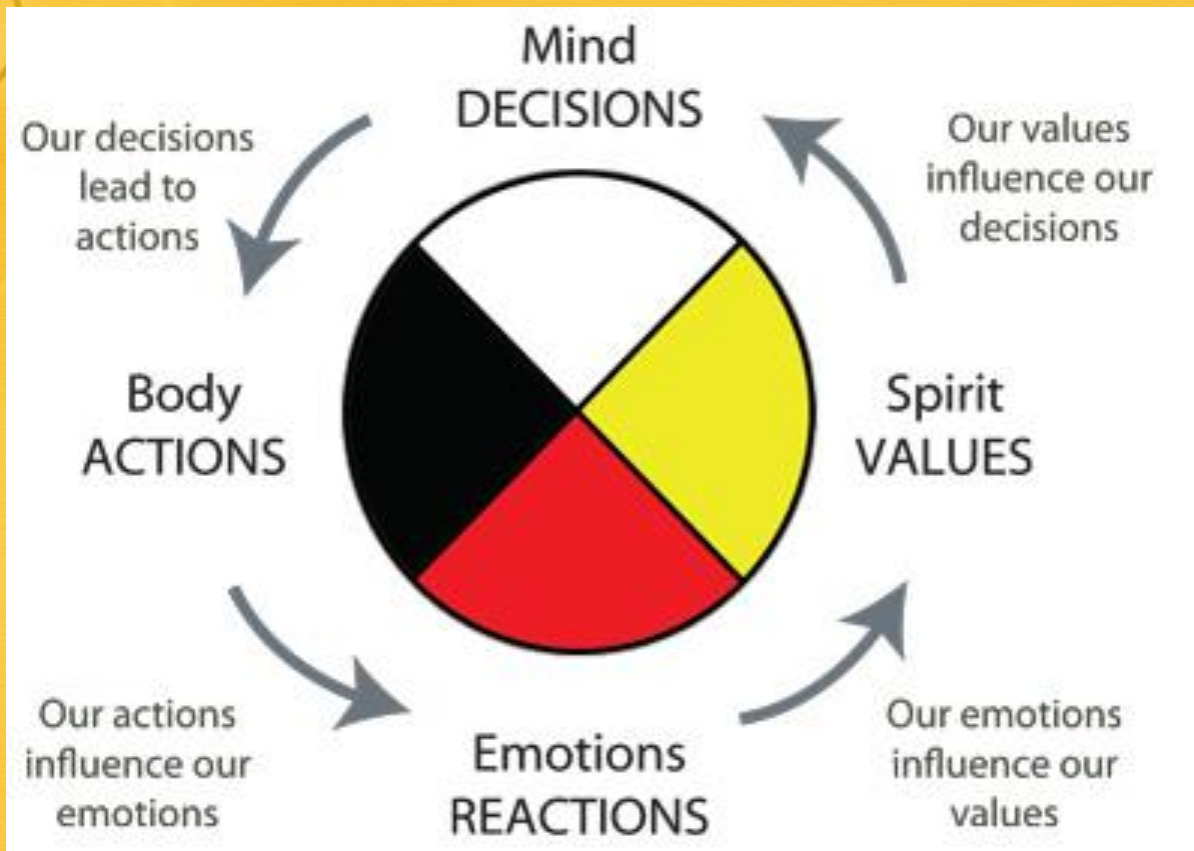 Mind
DECISIONS
Our decisions
lead to
actions
Our values
influence our
decisions
Body
ACTIONS
Spirit
VALUES
Our actions
influence our
emotions
Emotions
REACTIONS
Our emotions
influence our
values